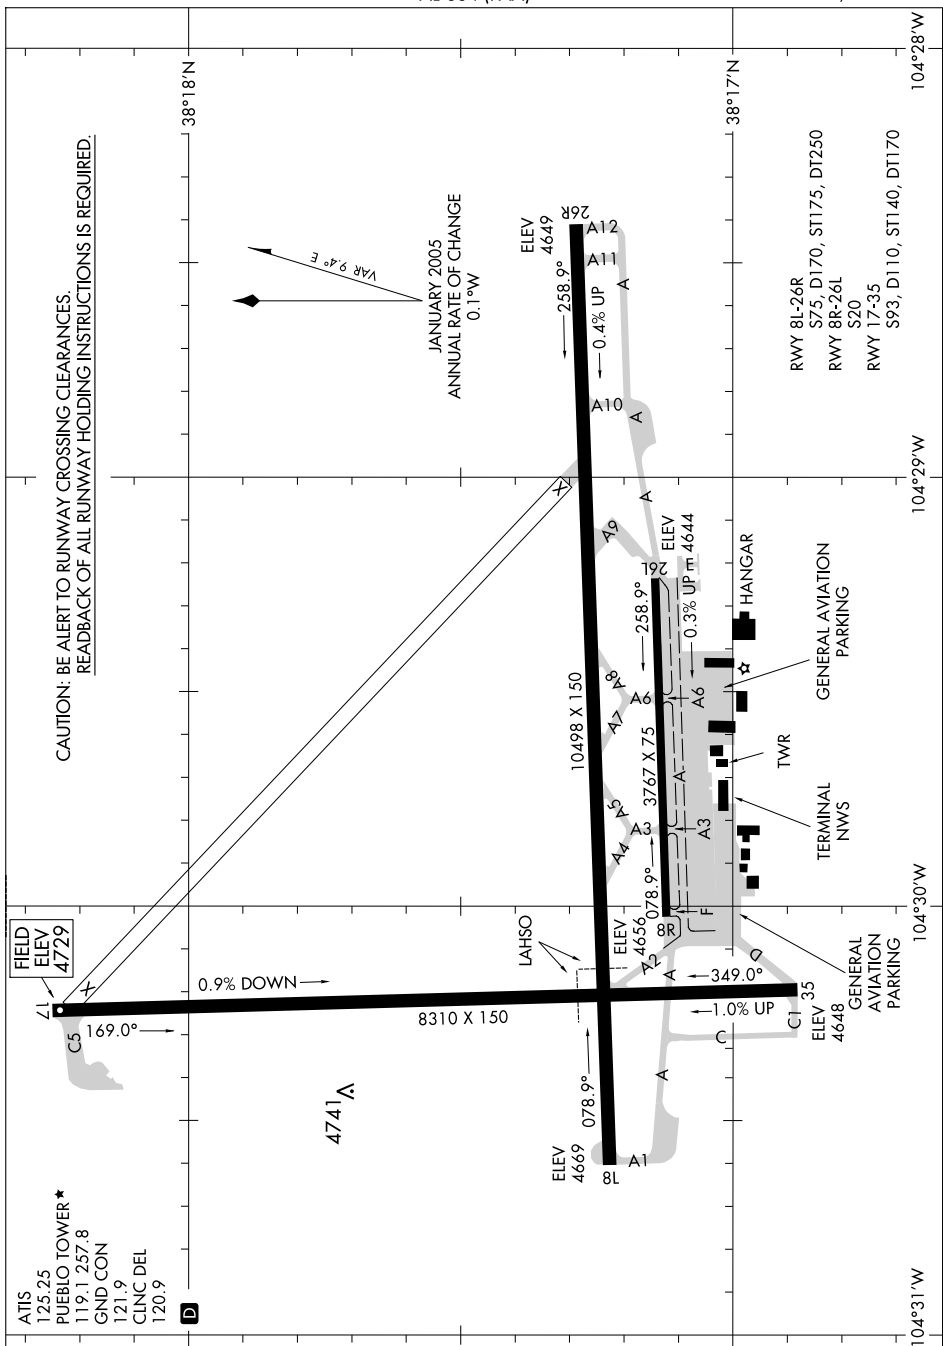 CAUTION: BE ALERT TO RUNWAY CROSSING CLEARANCES.
READBACK OF ALL RUNWAY HOLDING INSTRUCTIONS IS REQUIRED.
ATIS
125.25
PUEBLO TOWER★
119.1 257.8
GND CON
121.9
CLNC DEL
120.9
D
38°18'N
38°17'N
104°31'W
104°30'W
104°29'W
104°28'W
JANUARY 2005
ANNUAL RATE OF CHANGE
0.1°W
VAR 9.4° E
FIELD
ELEV
4729
17
C5
169.0°
0.9% DOWN
8310 X 150
X
X
4741
LAHSO
078.9°
ELEV
4669
8L
A1
A
A
A2
C
C1
D
349.0°
1.0% UP
35
ELEV
4648
10498 X 150
A4
A5
A3
A7
A8
A6
A9
A
A
A10
A
A11
A12
258.9°
0.4% UP
26R
ELEV
4649
ELEV
4656
8R
078.9°
3767 X 75
258.9°
26L
ELEV
4644
E
0.3% UP
F
A3
A
A6
HANGAR
GENERAL AVIATION
PARKING
TWR
TERMINAL
NWS
GENERAL
AVIATION
PARKING
RWY 8L-26R
S75, D170, ST175, DT250
RWY 8R-26L
S20
RWY 17-35
S93, D110, ST140, DT170